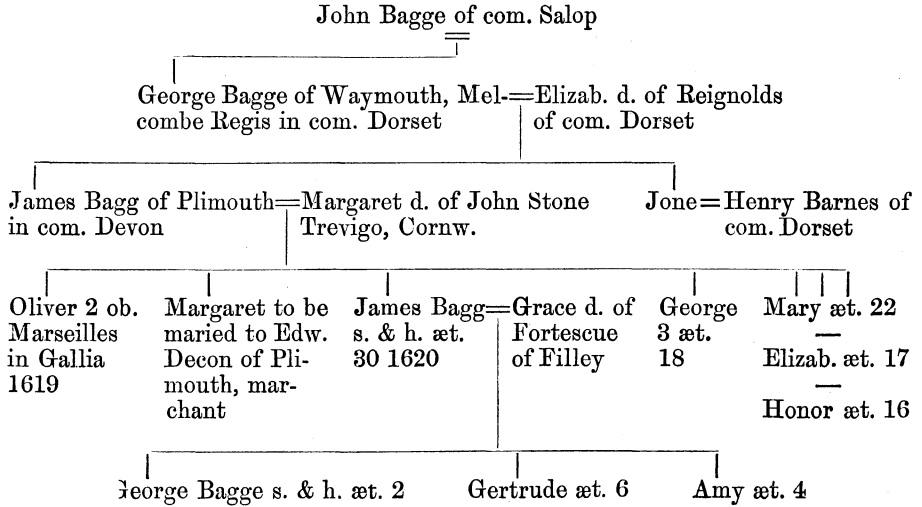 John Bagge of com. Salop
George Bagge of Waymouth, Mel-=Elizab. d. of Reignolds
combe Regis in com. Dorset of com. Dorset
James Bagg of Plimouth=Margaret d. of John Stone
in com. Devon Trevigo, Cornw.
Jone=Henry Barnes of
com. Dorset
Oliver 2 ob.
Marseilles
in Gallia
1619
Margaret to be
maried to Edw.
Decon of Pli-
mouth, mar-
chant
James Bagg=Grace d. of
s. & h. æt. Fortescue
30 1620 of Filley
George
3 æt.
18
Mary æt. 22
Elizab. æt. 17
Honor æt. 16
George Bagge s. & h. æt. 2
Gertrude æt. 6
Amy æt. 4